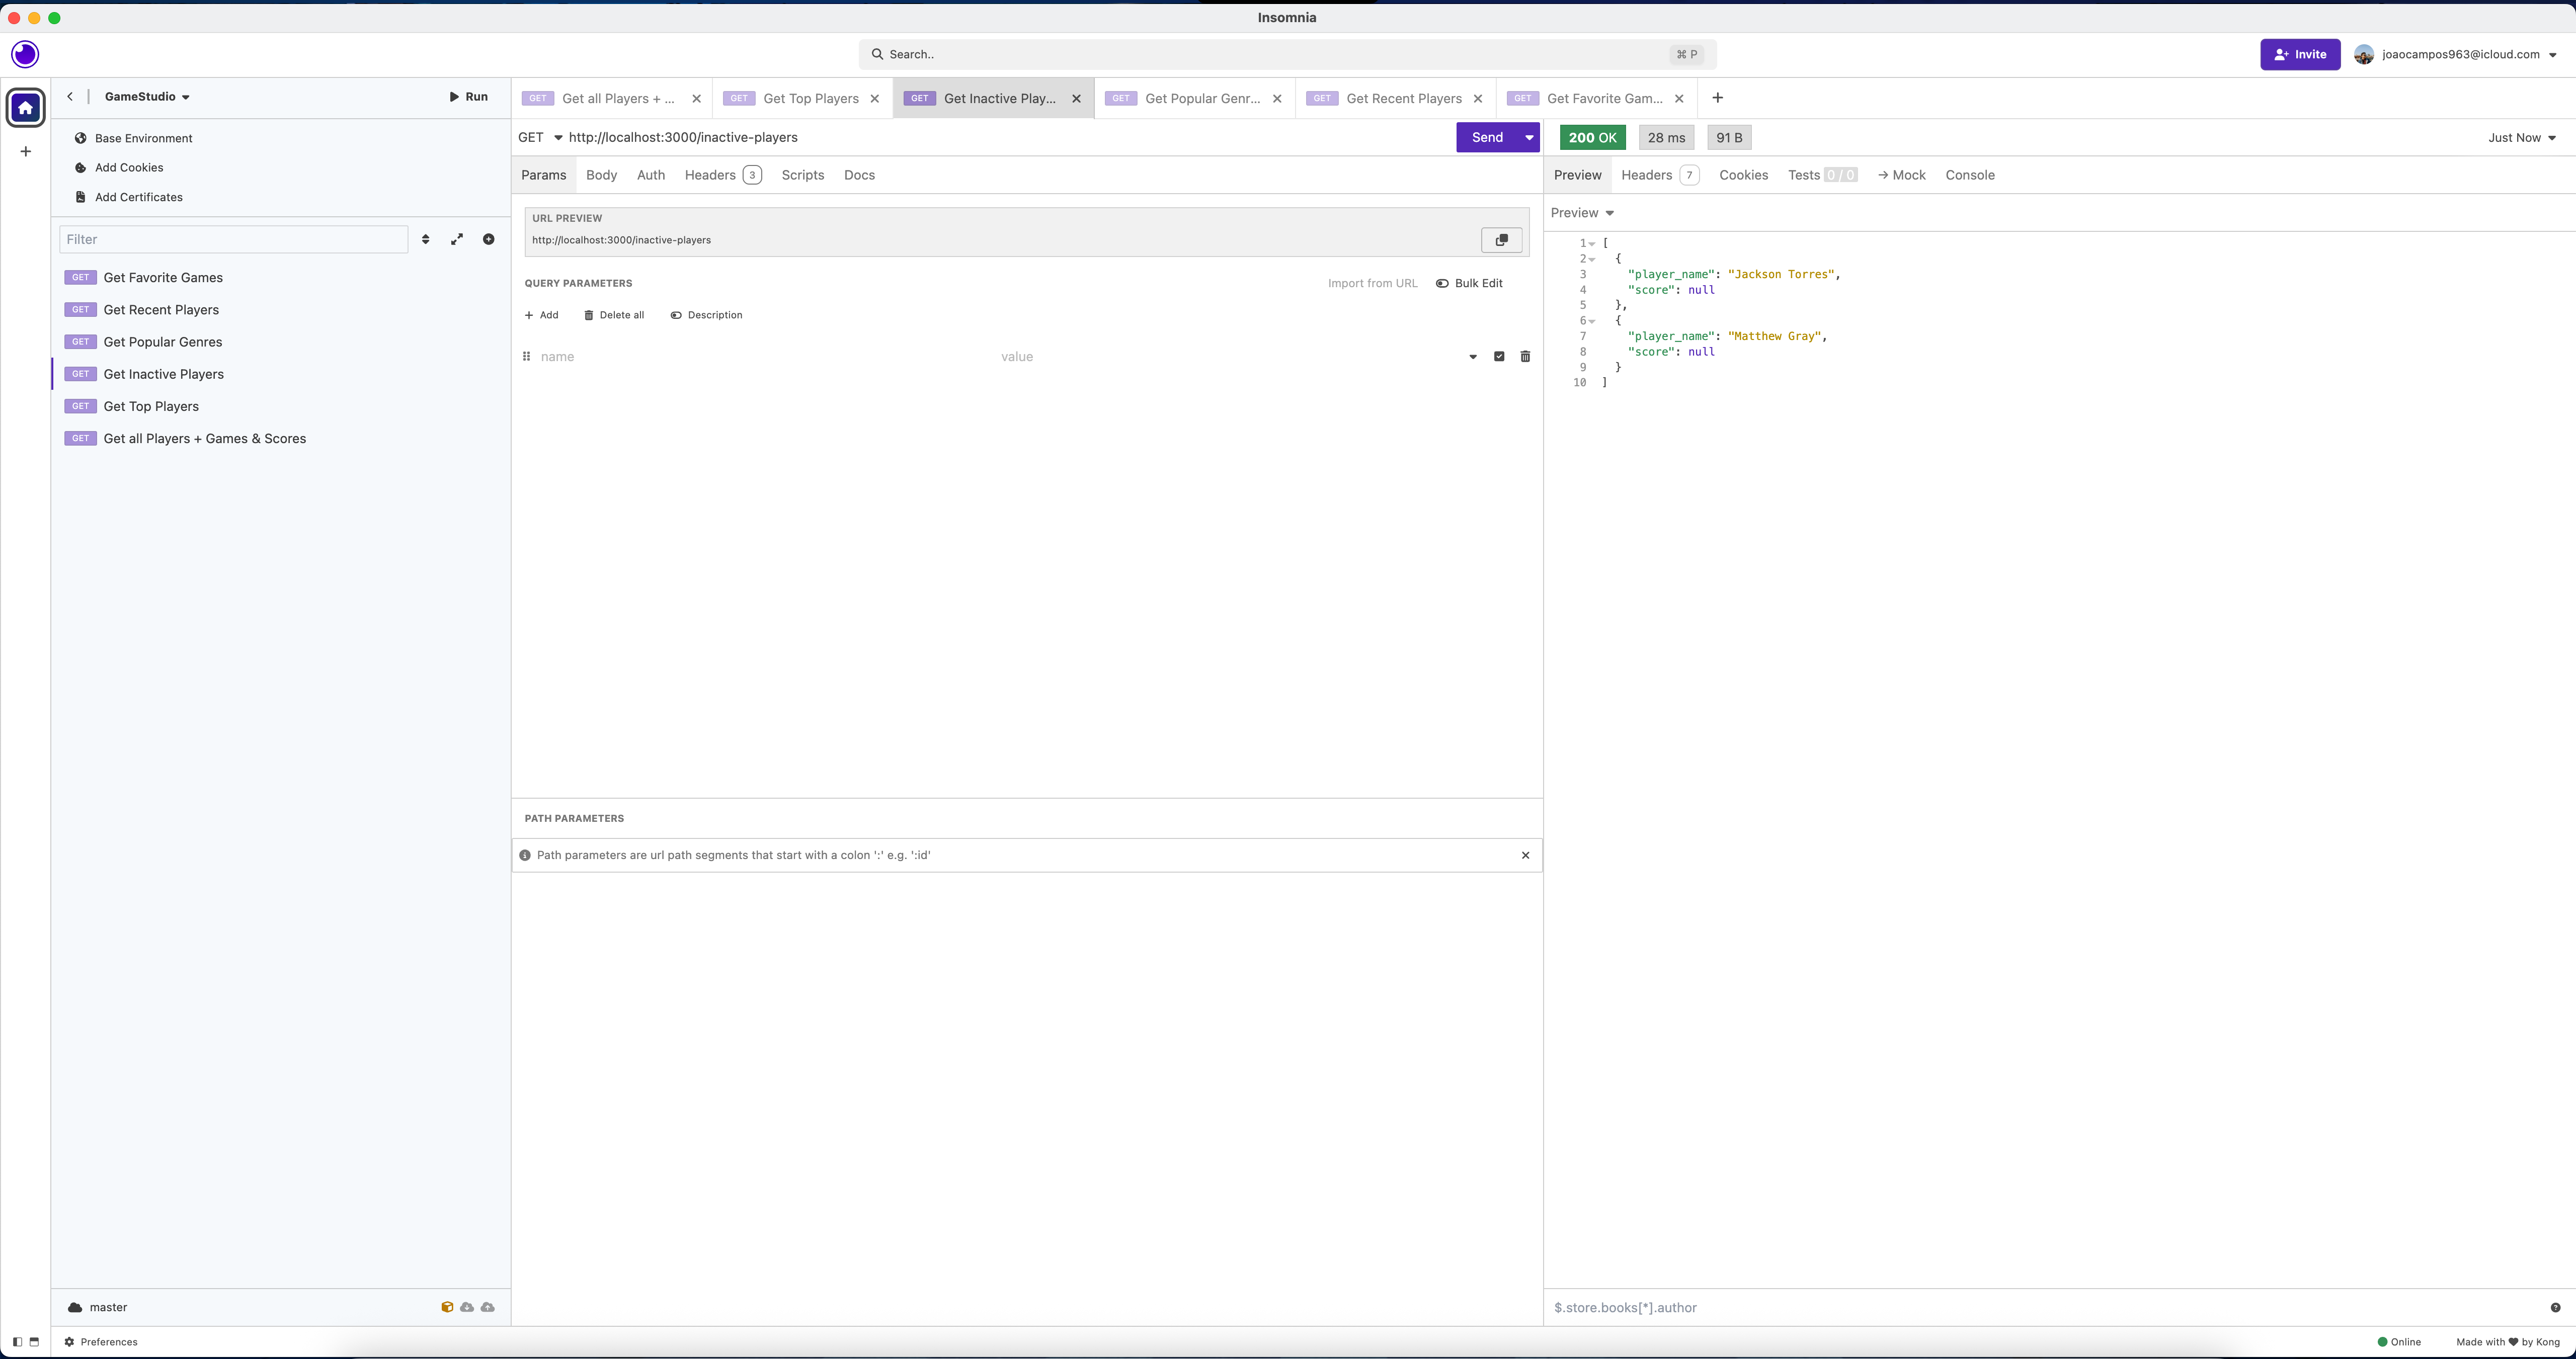 Insomnia
Search..
⌘ P
Invite
joaocampos963@icloud.com
GameStudio
Run
Base Environment
Add Cookies
Add Certificates
Filter
GET Get Favorite Games
GET Get Recent Players
GET Get Popular Genres
GET Get Inactive Players
GET Get Top Players
GET Get all Players + Games & Scores
master
Preferences
GET Get all Players + ...
GET Get Top Players
GET Get Inactive Play...
GET Get Popular Genr...
GET Get Recent Players
GET Get Favorite Gam...
GET http://localhost:3000/inactive-players
Send
Params Body Auth Headers 3 Scripts Docs
URL PREVIEW
http://localhost:3000/inactive-players
QUERY PARAMETERS
Import from URL
Bulk Edit
Add
Delete all
Description
name
value
PATH PARAMETERS
Path parameters are url path segments that start with a colon ':' e.g. ':id'
200 OK
28 ms
91 B
Just Now
Preview Headers 7 Cookies Tests 0 / 0 → Mock Console
Preview
1 [
2 {
3 "player_name": "Jackson Torres",
4 "score": null
5 },
6 {
7 "player_name": "Matthew Gray",
8 "score": null
9 }
10 ]
$.store.books[*].author
Online
Made with ♥ by Kong